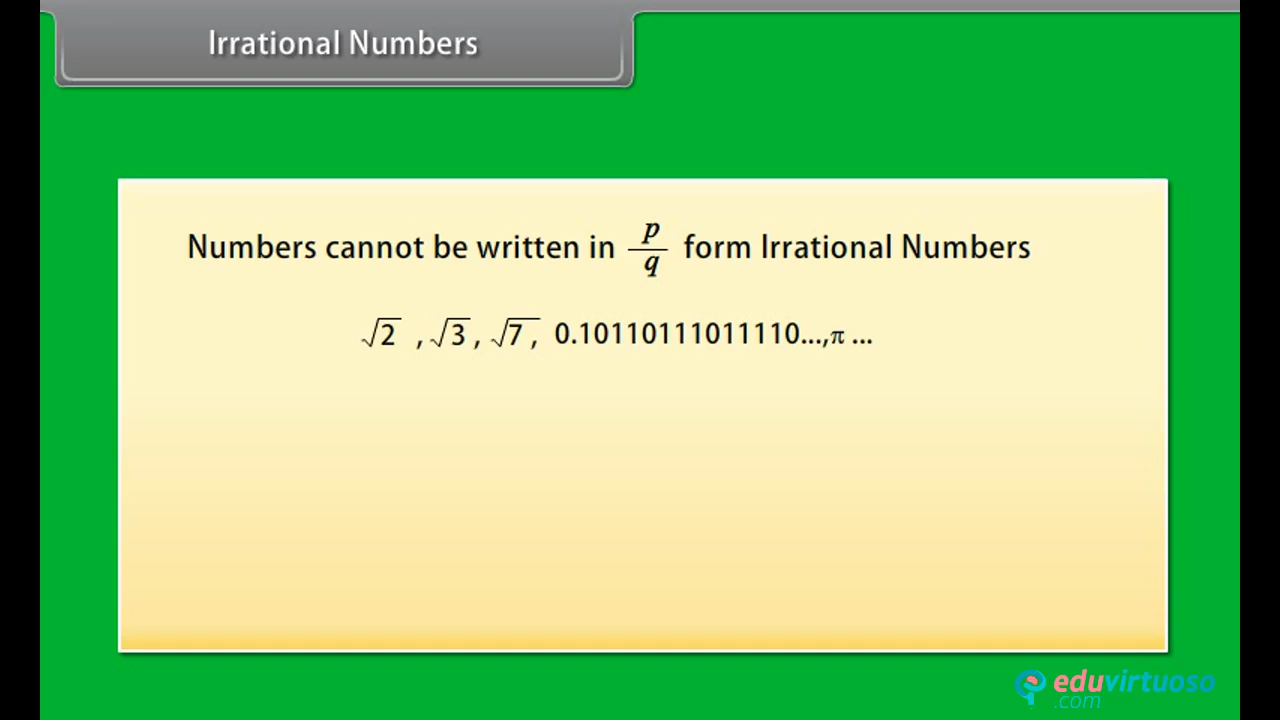 Irrational Numbers
Numbers cannot be written in p/q form Irrational Numbers
√2 , √3, √7, 0.10110111011110...,π ...
eduvirtuoso
.com